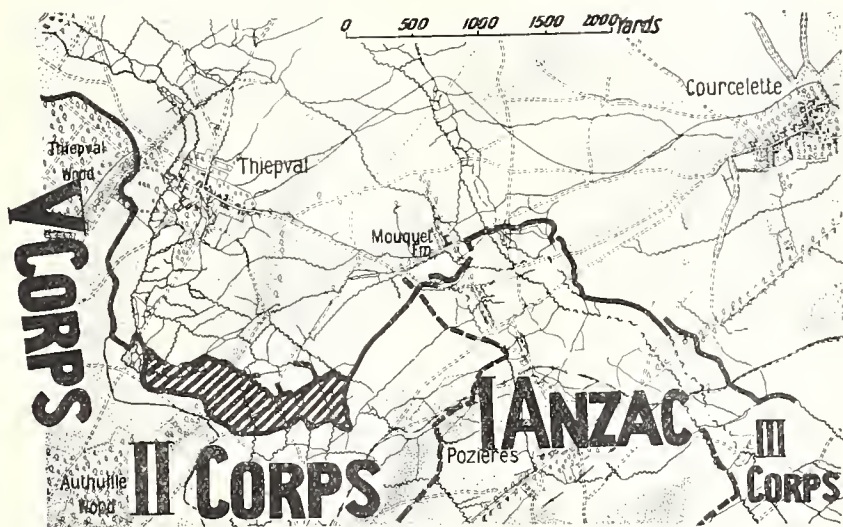 0 500 1000 1500 2000 Yards
Courcelette
Thiepval
Wood
Thiepval
Mouquet
Fm
V CORPS
I ANZAC
Pozières
III
CORPS
Authuille
Wood
II CORPS